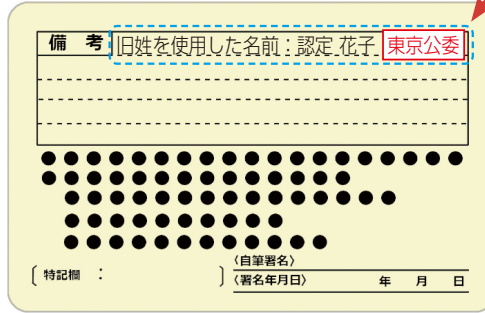 備考 旧姓を使用した名前：認定 花子 東京公委
〔特記欄 ： 〕
〈自筆署名〉
〈署名年月日〉 年 月 日